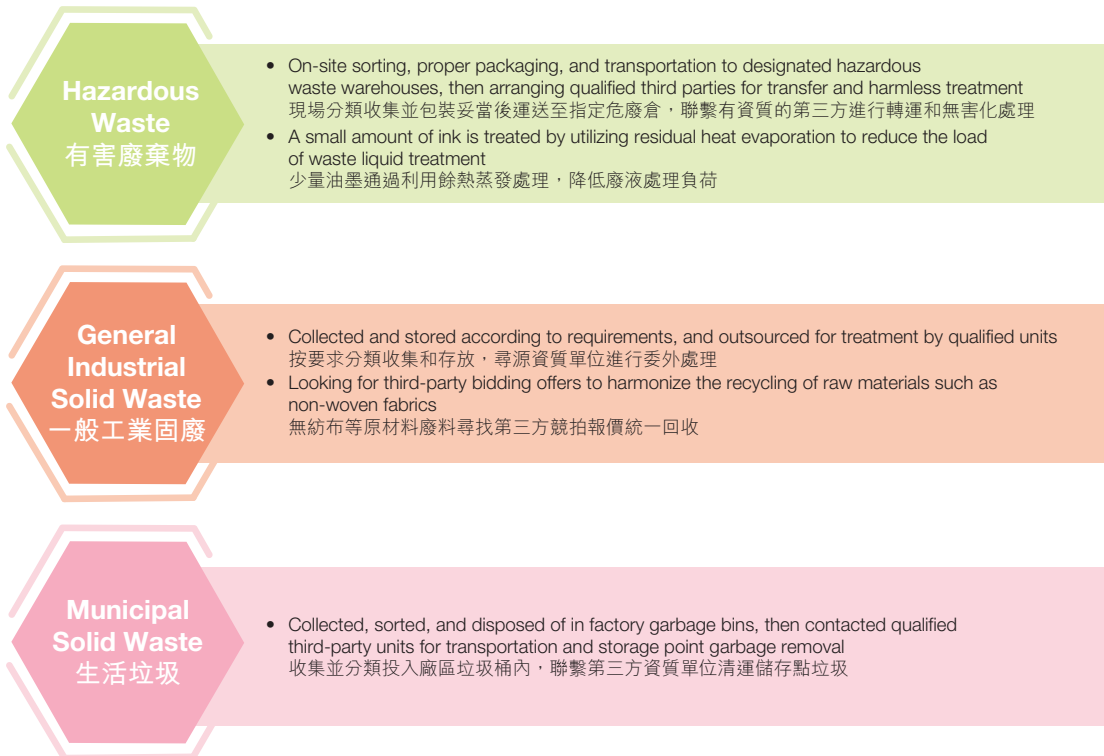 Hazardous
Waste
有害廢棄物
• On-site sorting, proper packaging, and transportation to designated hazardous
waste warehouses, then arranging qualified third parties for transfer and harmless treatment
現場分類收集並包裝妥當後運送至指定危廢倉，聯繫有資質的第三方進行轉運和無害化處理
• A small amount of ink is treated by utilizing residual heat evaporation to reduce the load
of waste liquid treatment
少量油墨通過利用餘熱蒸發處理，降低廢液處理負荷
General
Industrial
Solid Waste
一般工業固廢
• Collected and stored according to requirements, and outsourced for treatment by qualified units
按要求分類收集和存放，尋源資質單位進行委外處理
• Looking for third-party bidding offers to harmonize the recycling of raw materials such as
non-woven fabrics
無紡布等原材料廢料尋找第三方競拍報價統一回收
Municipal
Solid Waste
生活垃圾
• Collected, sorted, and disposed of in factory garbage bins, then contacted qualified
third-party units for transportation and storage point garbage removal
收集並分類投入廠區垃圾桶內，聯繫第三方資質單位清運儲存點垃圾